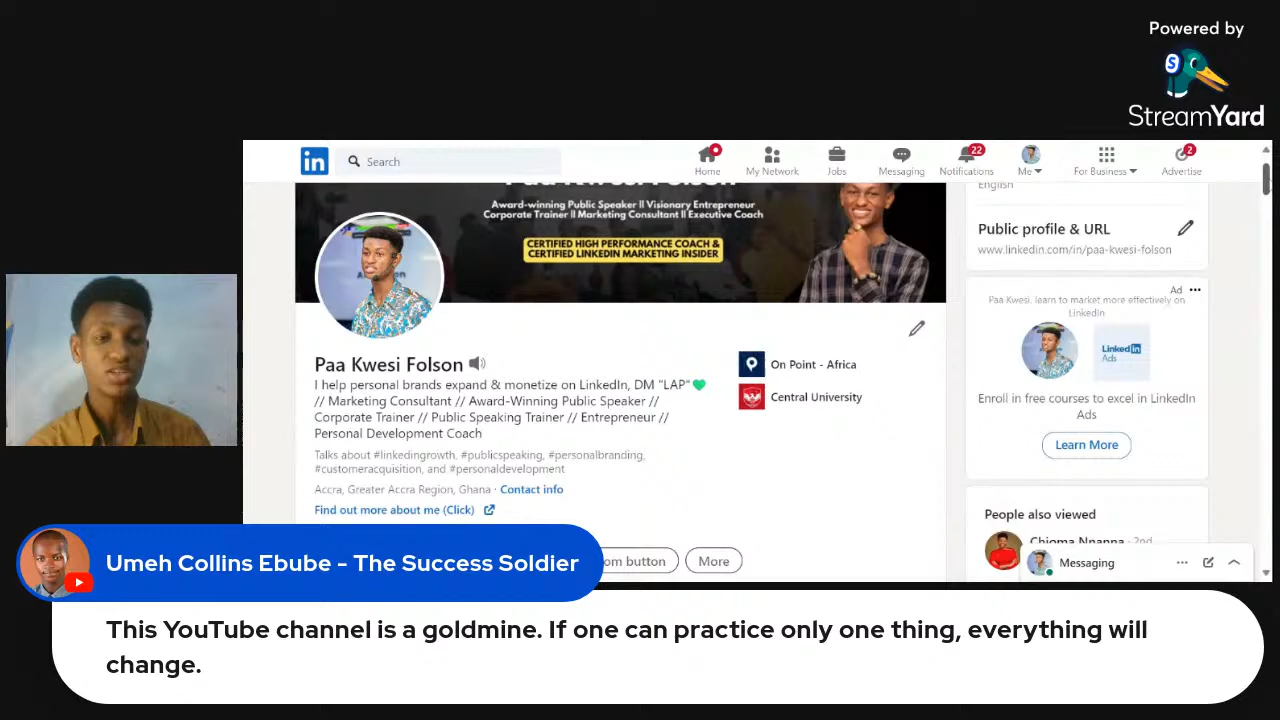 Powered by
S
StreamYard
in
Search
Home
My Network
Jobs
Messaging
22
Notifications
Me
For Business
2
Advertise
Paa Kwesi Folson
Award-winning Public Speaker || Visionary Entrepreneur
Corporate Trainer || Marketing Consultant || Executive Coach
CERTIFIED HIGH PERFORMANCE COACH &
CERTIFIED LINKEDIN MARKETING INSIDER
English
Public profile & URL
www.linkedin.com/in/paa-kwesi-folson
Ad
Paa Kwesi, learn to market more effectively on
LinkedIn
LinkedIn
Ads
Enroll in free courses to excel in LinkedIn
Ads
Learn More
Paa Kwesi Folson
I help personal brands expand & monetize on LinkedIn, DM "LAP"💚
// Marketing Consultant // Award-Winning Public Speaker //
Corporate Trainer // Public Speaking Trainer // Entrepreneur //
Personal Development Coach
Talks about #linkedingrowth, #publicspeaking, #personalbranding,
#customeracquisition, and #personaldevelopment
Accra, Greater Accra Region, Ghana · Contact info
Find out more about me (Click)
On Point - Africa
Central University
button
More
People also viewed
Chioma Nnanna · 2nd
Messaging
Umeh Collins Ebube - The Success Soldier
This YouTube channel is a goldmine. If one can practice only one thing, everything will
change.